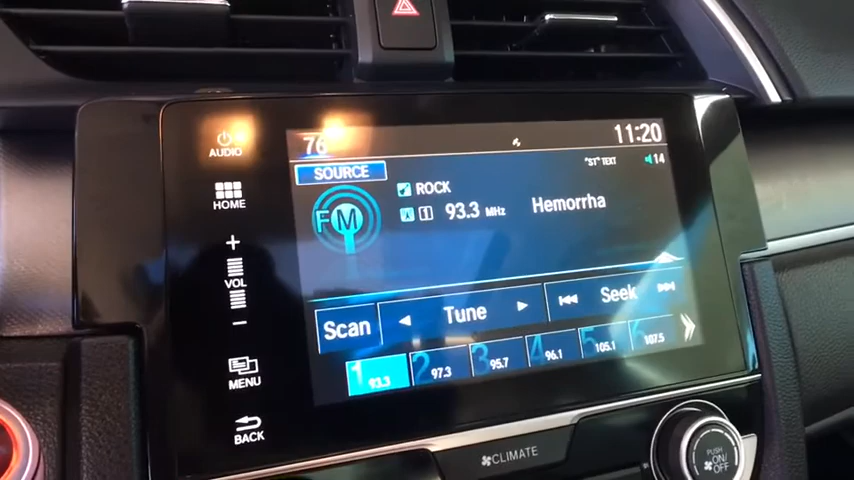 AUDIO
76
11:20
SOURCE
"ST" TEXT
14
HOME
FM
ROCK
1 93.3 MHz
Hemorrha
VOL
Scan
Tune
Seek
MENU
1 93.3
2 97.3
3 95.7
4 96.1
5 105.1
6 107.5
BACK
CLIMATE
PUSH
ON/OFF